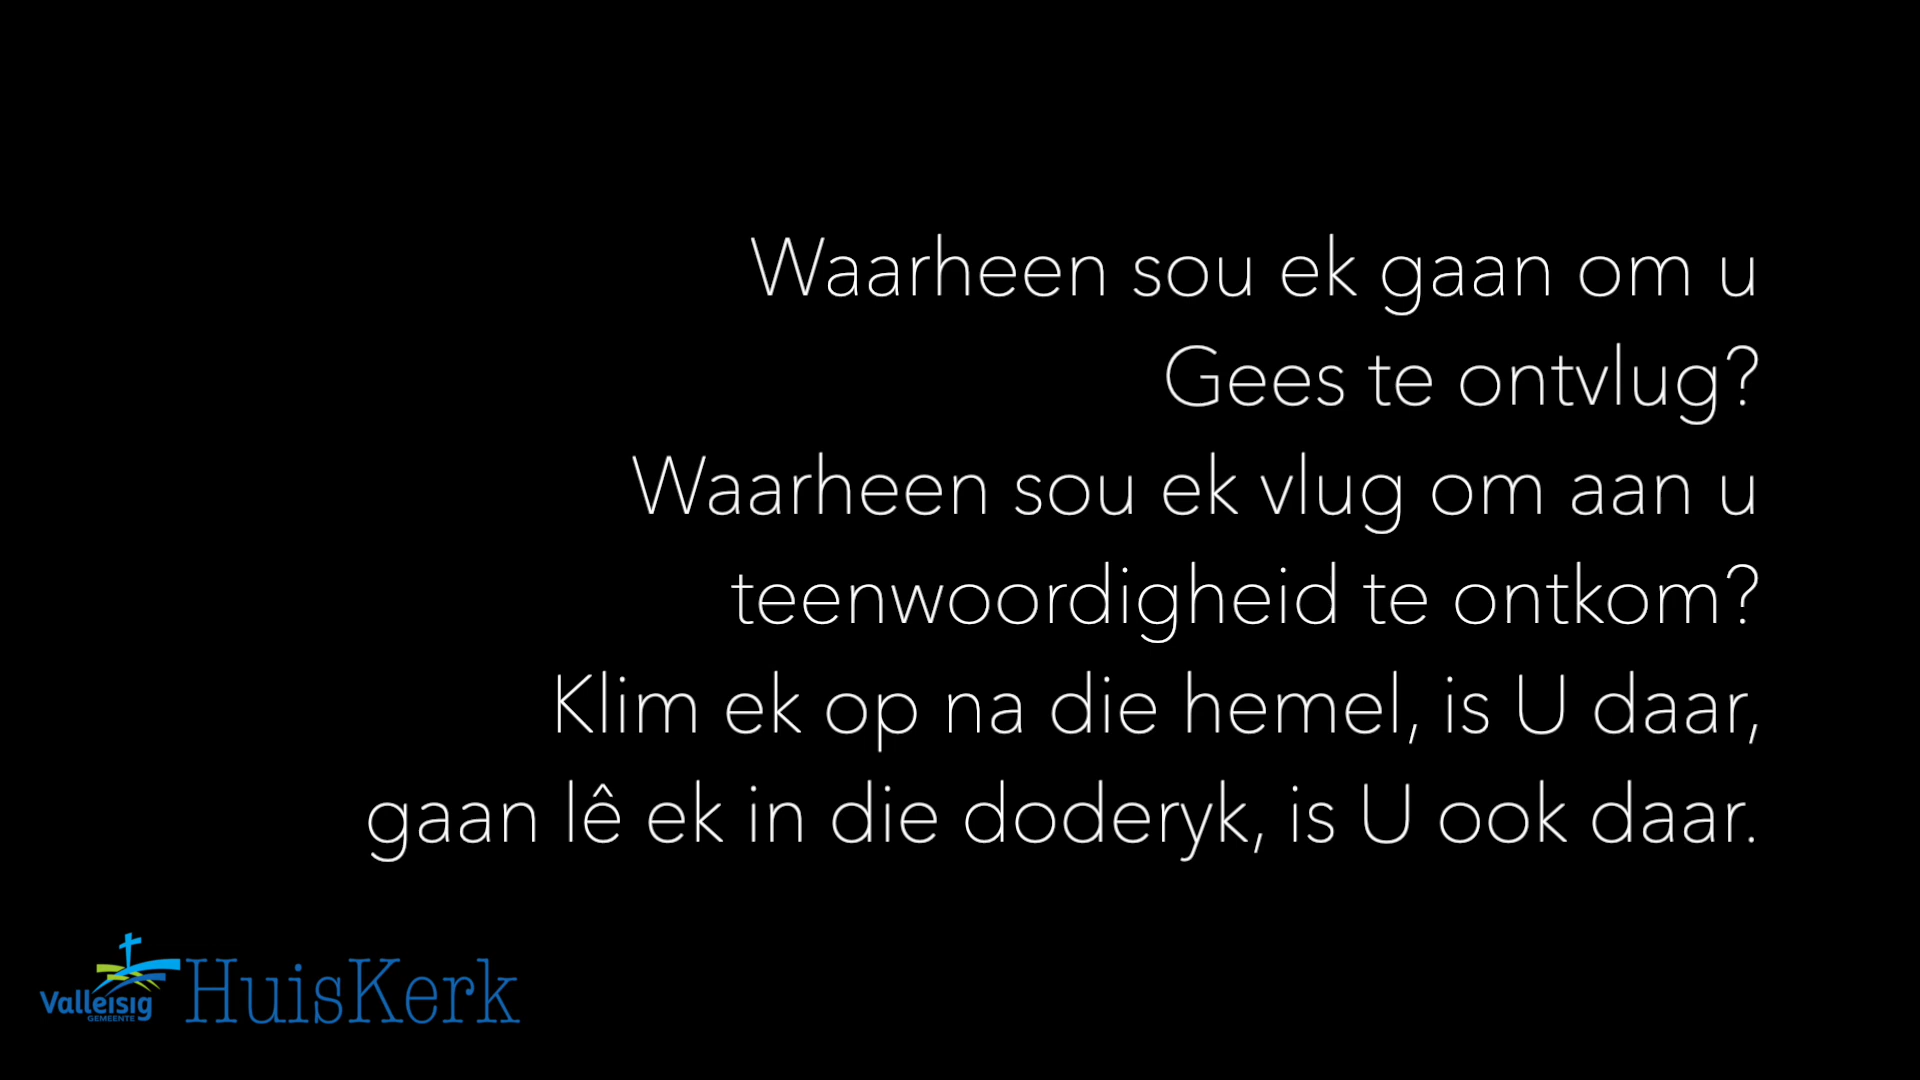 Waarheen sou ek gaan om u
Gees te ontvlug?
Waarheen sou ek vlug om aan u
teenwoordigheid te ontkom?
Klim ek op na die hemel, is U daar,
gaan lê ek in die doderyk, is U ook daar.
Valleisig
GEMEENTE
HuisKerk